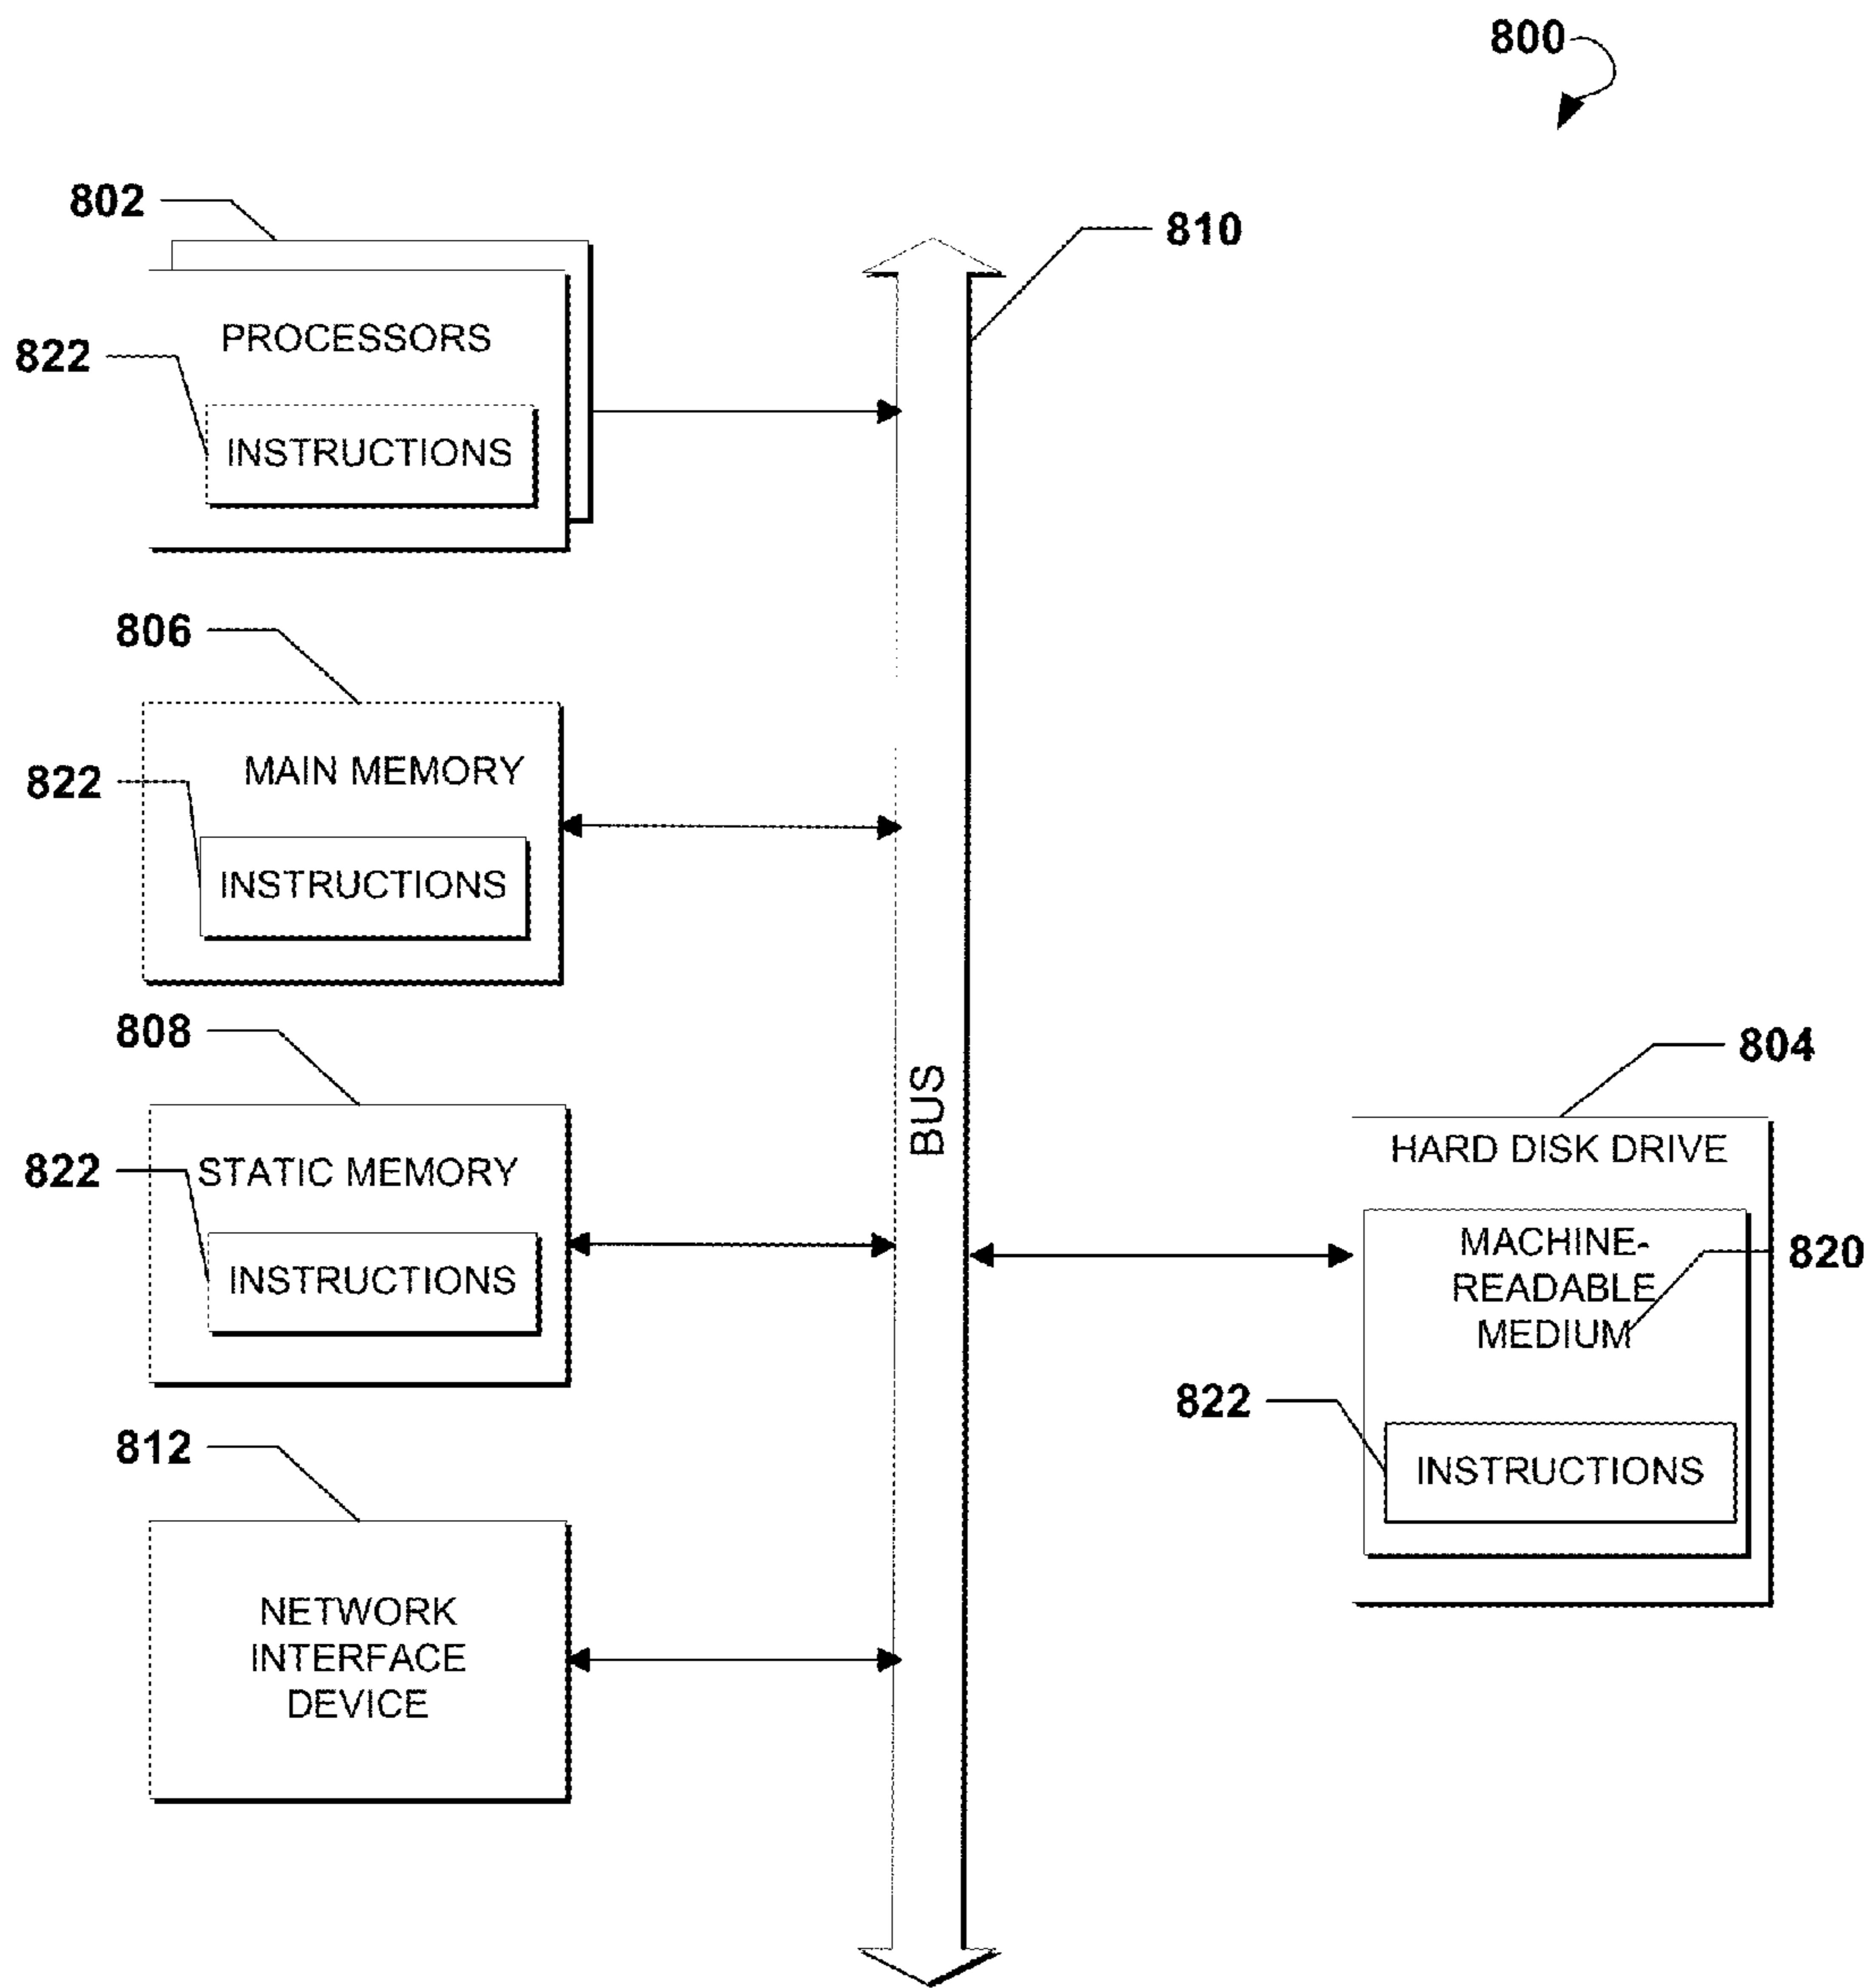 800
802
810
PROCESSORS
822
INSTRUCTIONS
806
MAIN MEMORY
822
INSTRUCTIONS
808
804
BUS
HARD DISK DRIVE
STATIC MEMORY
822
INSTRUCTIONS
MACHINE-
READABLE
MEDIUM
820
822
INSTRUCTIONS
812
NETWORK
INTERFACE
DEVICE